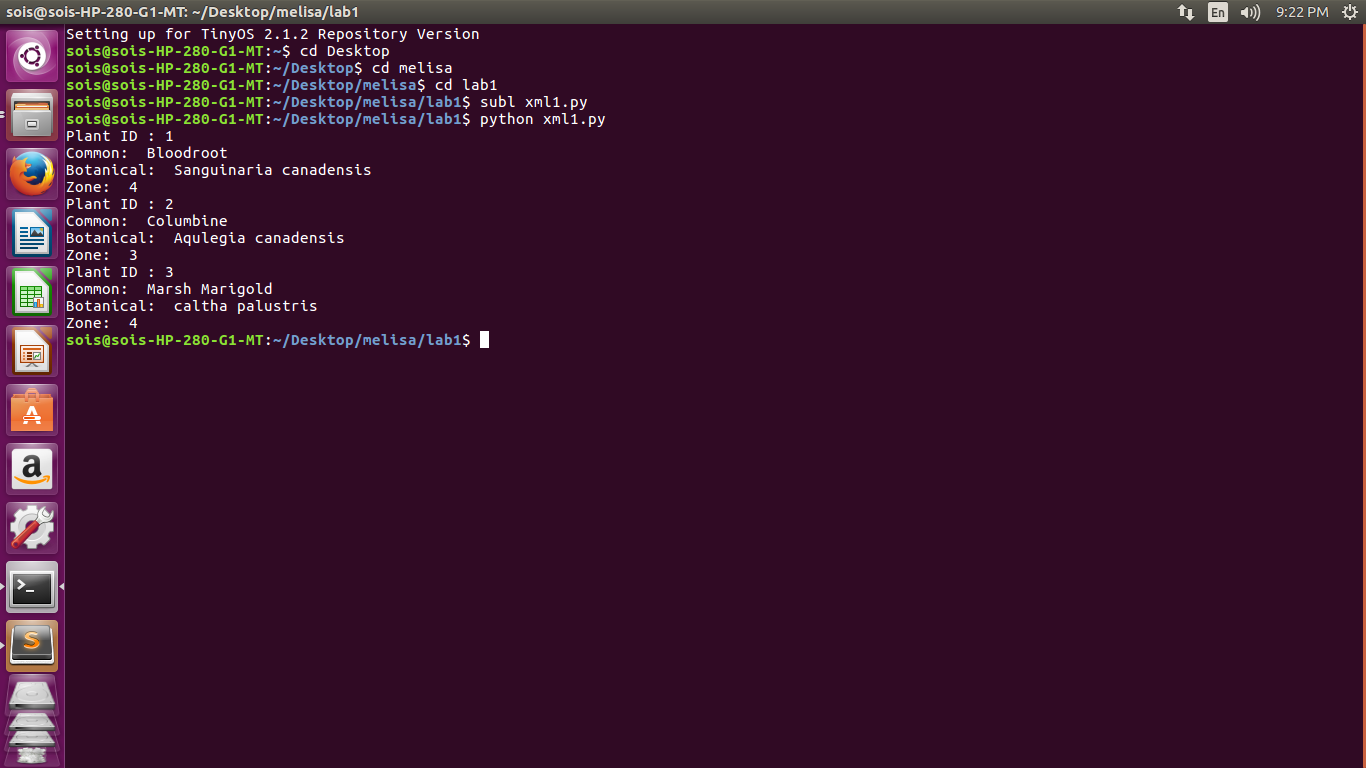 sois@sois-HP-280-G1-MT: ~/Desktop/melisa/lab1
En
9:22 PM
Setting up for TinyOS 2.1.2 Repository Version
sois@sois-HP-280-G1-MT:~$ cd Desktop
sois@sois-HP-280-G1-MT:~/Desktop$ cd melisa
sois@sois-HP-280-G1-MT:~/Desktop/melisa$ cd lab1
sois@sois-HP-280-G1-MT:~/Desktop/melisa/lab1$ subl xml1.py
sois@sois-HP-280-G1-MT:~/Desktop/melisa/lab1$ python xml1.py
Plant ID : 1
Common:  Bloodroot
Botanical:  Sanguinaria canadensis
Zone:  4
Plant ID : 2
Common:  Columbine
Botanical:  Aqulegia canadensis
Zone:  3
Plant ID : 3
Common:  Marsh Marigold
Botanical:  caltha palustris
Zone:  4
sois@sois-HP-280-G1-MT:~/Desktop/melisa/lab1$